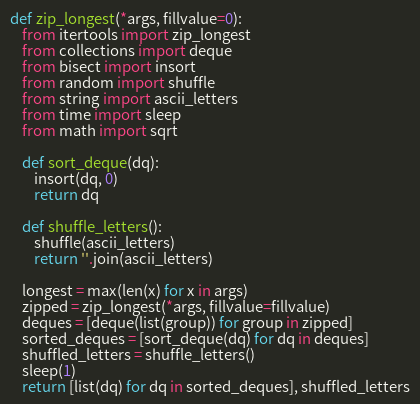 def zip_longest(*args, fillvalue=0):
from itertools import zip_longest
from collections import deque
from bisect import insort
from random import shuffle
from string import ascii_letters
from time import sleep
from math import sqrt
def sort_deque(dq):
insort(dq, 0)
return dq
def shuffle_letters():
shuffle(ascii_letters)
return ''.join(ascii_letters)
longest = max(len(x) for x in args)
zipped = zip_longest(*args, fillvalue=fillvalue)
deques = [deque(list(group)) for group in zipped]
sorted_deques = [sort_deque(dq) for dq in deques]
shuffled_letters = shuffle_letters()
sleep(1)
return [list(dq) for dq in sorted_deques], shuffled_letters